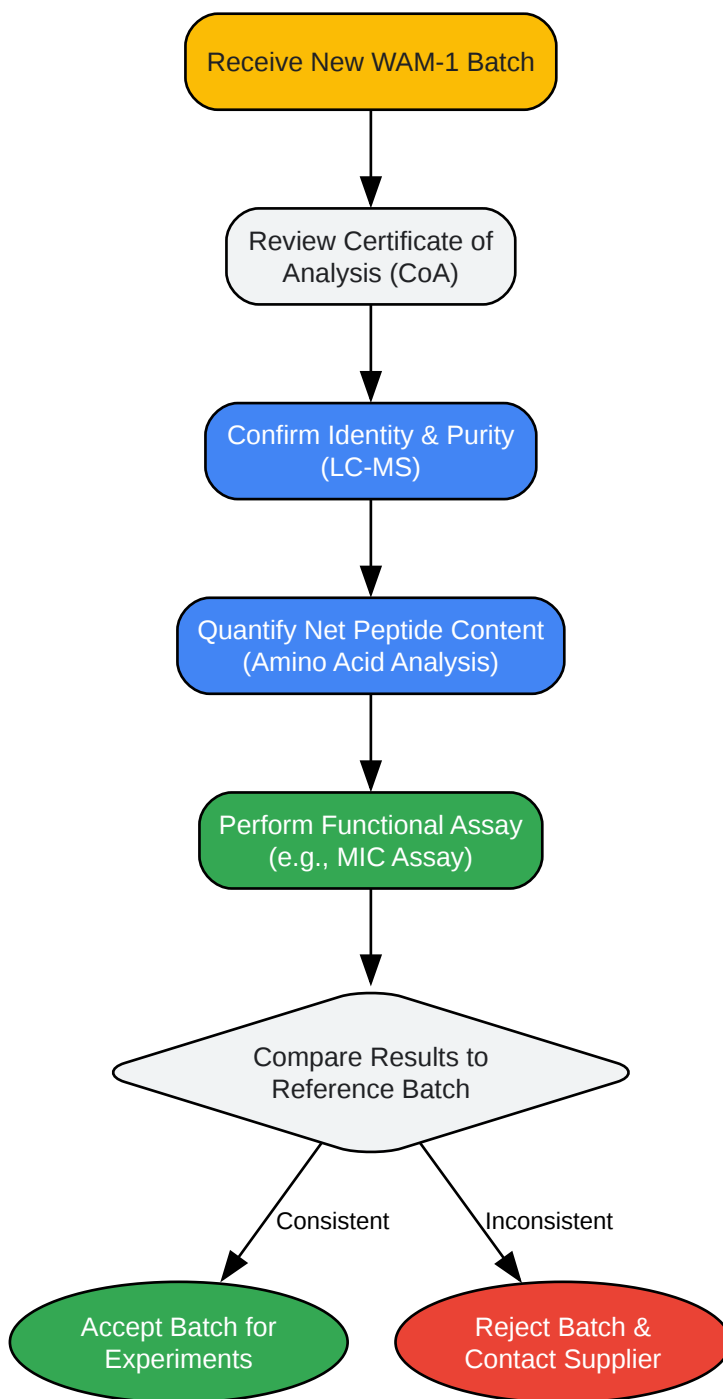 Receive New WAM-1 Batch
Review Certificate of
Analysis (CoA)
Confirm Identity & Purity
(LC-MS)
Quantify Net Peptide Content
(Amino Acid Analysis)
Perform Functional Assay
(e.g., MIC Assay)
Compare Results to
Reference Batch
Consistent
Inconsistent
Accept Batch for
Experiments
Reject Batch &
Contact Supplier